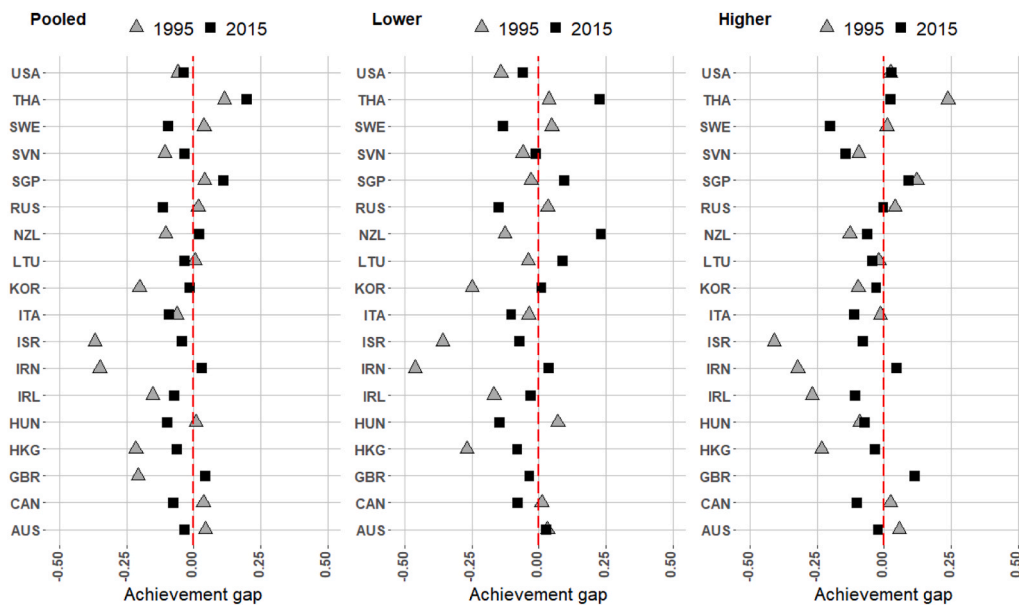 Pooled
1995 2015
USA
THA
SWE
SVN
SGP
RUS
NZL
LTU
KOR
ITA
ISR
IRN
IRL
HUN
HKG
GBR
CAN
AUS
-0.50 -0.25 0.00 0.25 0.50
Achievement gap
Lower
1995 2015
USA
THA
SWE
SVN
SGP
RUS
NZL
LTU
KOR
ITA
ISR
IRN
IRL
HUN
HKG
GBR
CAN
AUS
-0.50 -0.25 0.00 0.25 0.50
Achievement gap
Higher
1995 2015
USA
THA
SWE
SVN
SGP
RUS
NZL
LTU
KOR
ITA
ISR
IRN
IRL
HUN
HKG
GBR
CAN
AUS
-0.50 -0.25 0.00 0.25 0.50
Achievement gap